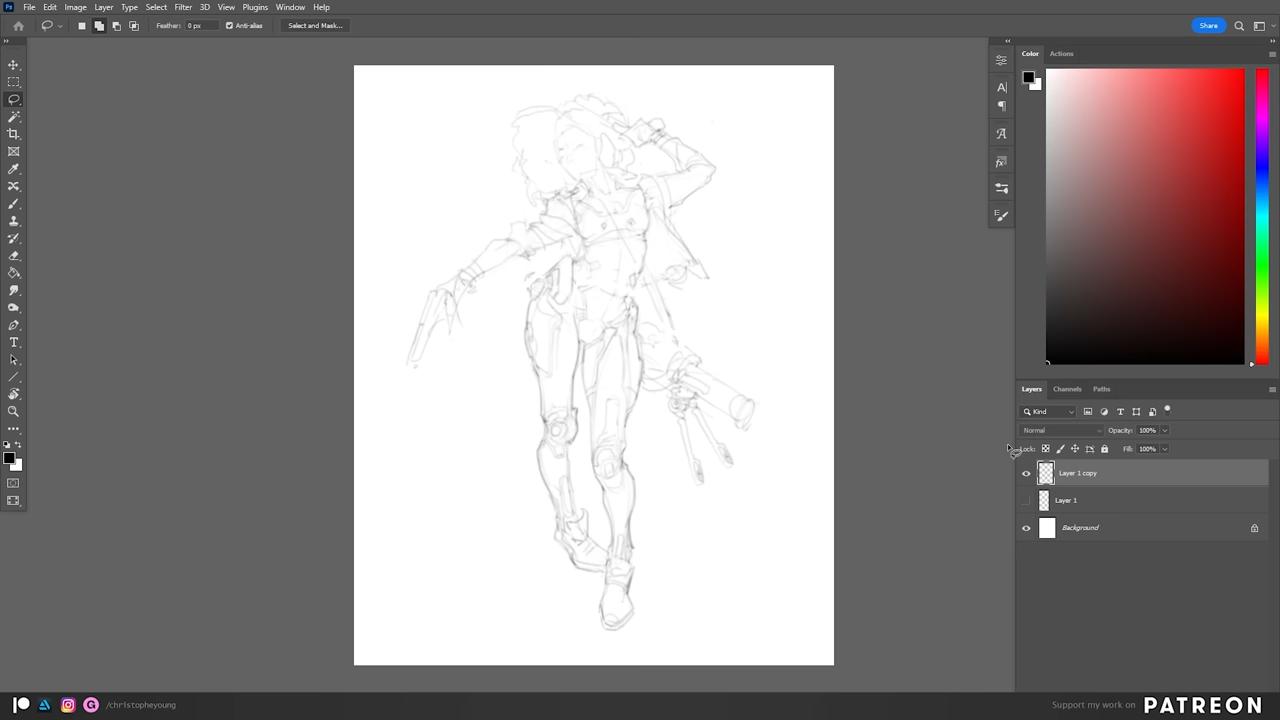 Ps File Edit Image Layer Type Select Filter 3D View Plugins Window Help
Feather: 0 px Anti-alias Select and Mask... Share
Color Actions
Layers Channels Paths
Kind
Normal Opacity: 100%
Lock: Fill: 100%
Layer 1 copy
Layer 1
Background
/christopheyoung Support my work on PATREON